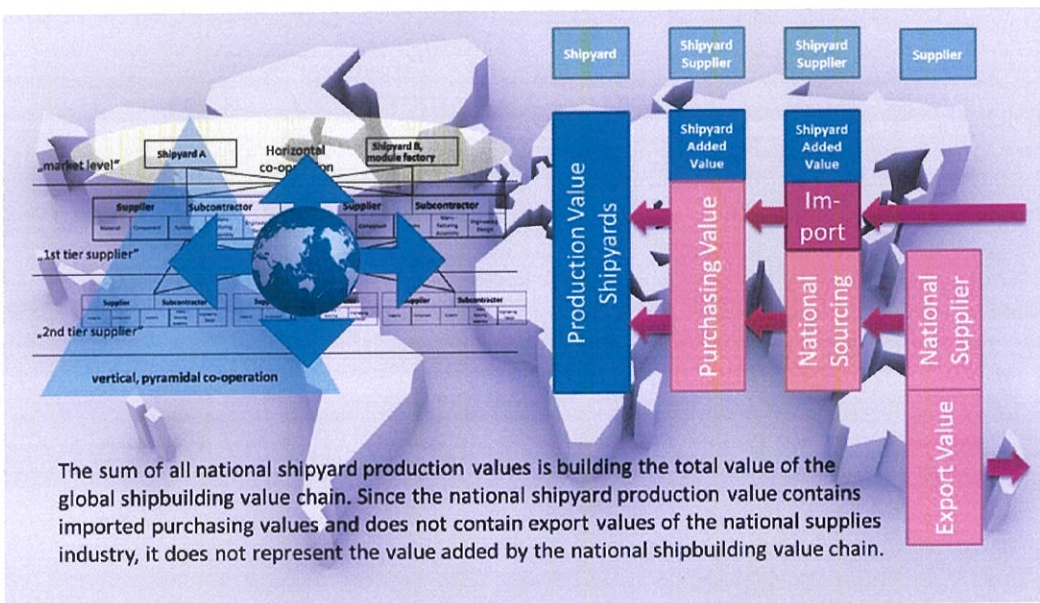 Shipyard
Shipyard
Supplier
Shipyard
Supplier
Supplier
„market level"
Shipyard A
Horizontal
co-operation
Shipyard B,
module factory
Supplier
Subcontractor
Supplier
Subcontractor
Material
Component
Engineering
Design
„1st tier supplier"
Supplier
Subcontractor
Supplier
Subcontractor
„2nd tier supplier"
vertical, pyramidal co-operation
Production Value
Shipyards
Shipyard
Added
Value
Purchasing Value
Shipyard
Added
Value
Im-
port
National
Sourcing
National
Supplier
Export Value
The sum of all national shipyard production values is building the total value of the
global shipbuilding value chain. Since the national shipyard production value contains
imported purchasing values and does not contain export values of the national supplies
industry, it does not represent the value added by the national shipbuilding value chain.